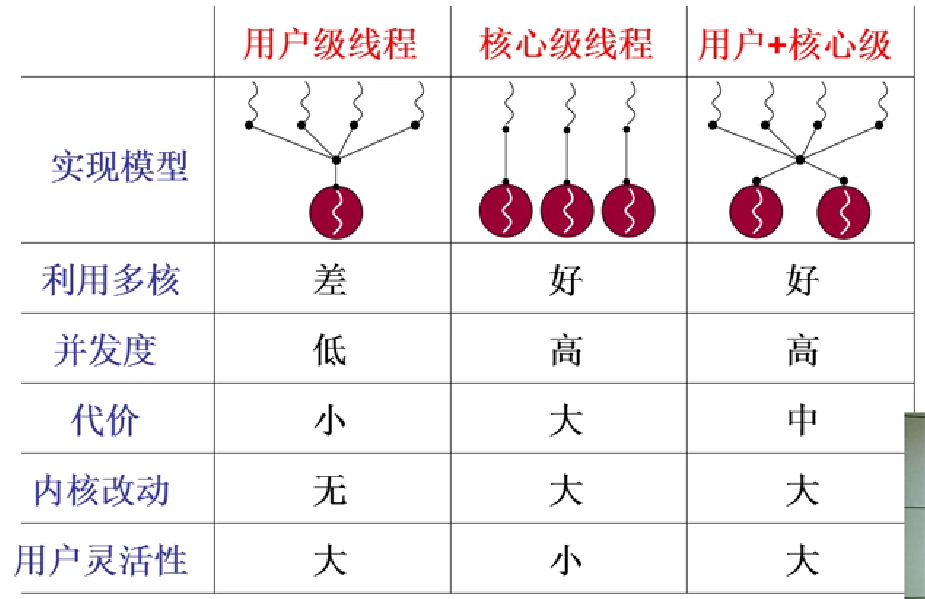 用户级线程 核心级线程 用户+核心级
实现模型
利用多核 差 好 好
并发度 低 高 高
代价 小 大 中
内核改动 无 大 大
用户灵活性 大 小 大